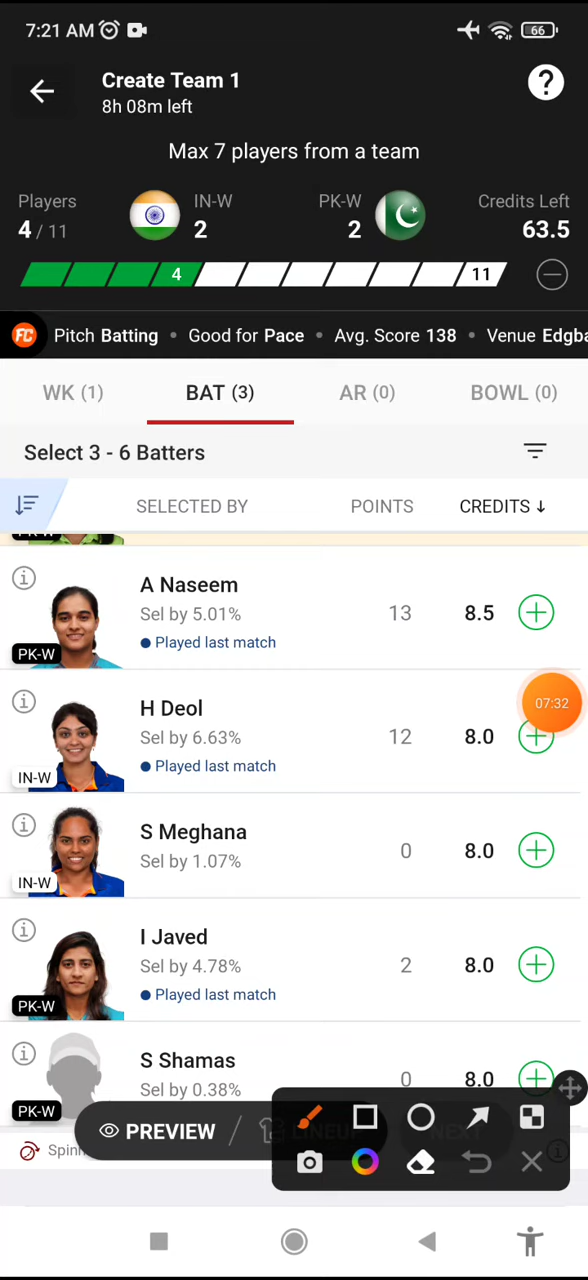 7:21 AM 66
Create Team 1
8h 08m left
?
Max 7 players from a team
Players IN-W PK-W Credits Left
4 / 11 2 2 63.5
4 11
FC Pitch Batting • Good for Pace • Avg. Score 138 • Venue Edgba
WK (1) BAT (3) AR (0) BOWL (0)
Select 3 - 6 Batters
SELECTED BY POINTS CREDITS ↓
PK-W
A Naseem
Sel by 5.01% 13 8.5
Played last match
PK-W
H Deol
07:32
Sel by 6.63% 12 8.0
Played last match
IN-W
S Meghana
Sel by 1.07% 0 8.0
IN-W
I Javed
Sel by 4.78% 2 8.0
Played last match
PK-W
S Shamas
Sel by 0.38% 0 8.0
PK-W
PREVIEW / LINEUP NEXT
Spinn